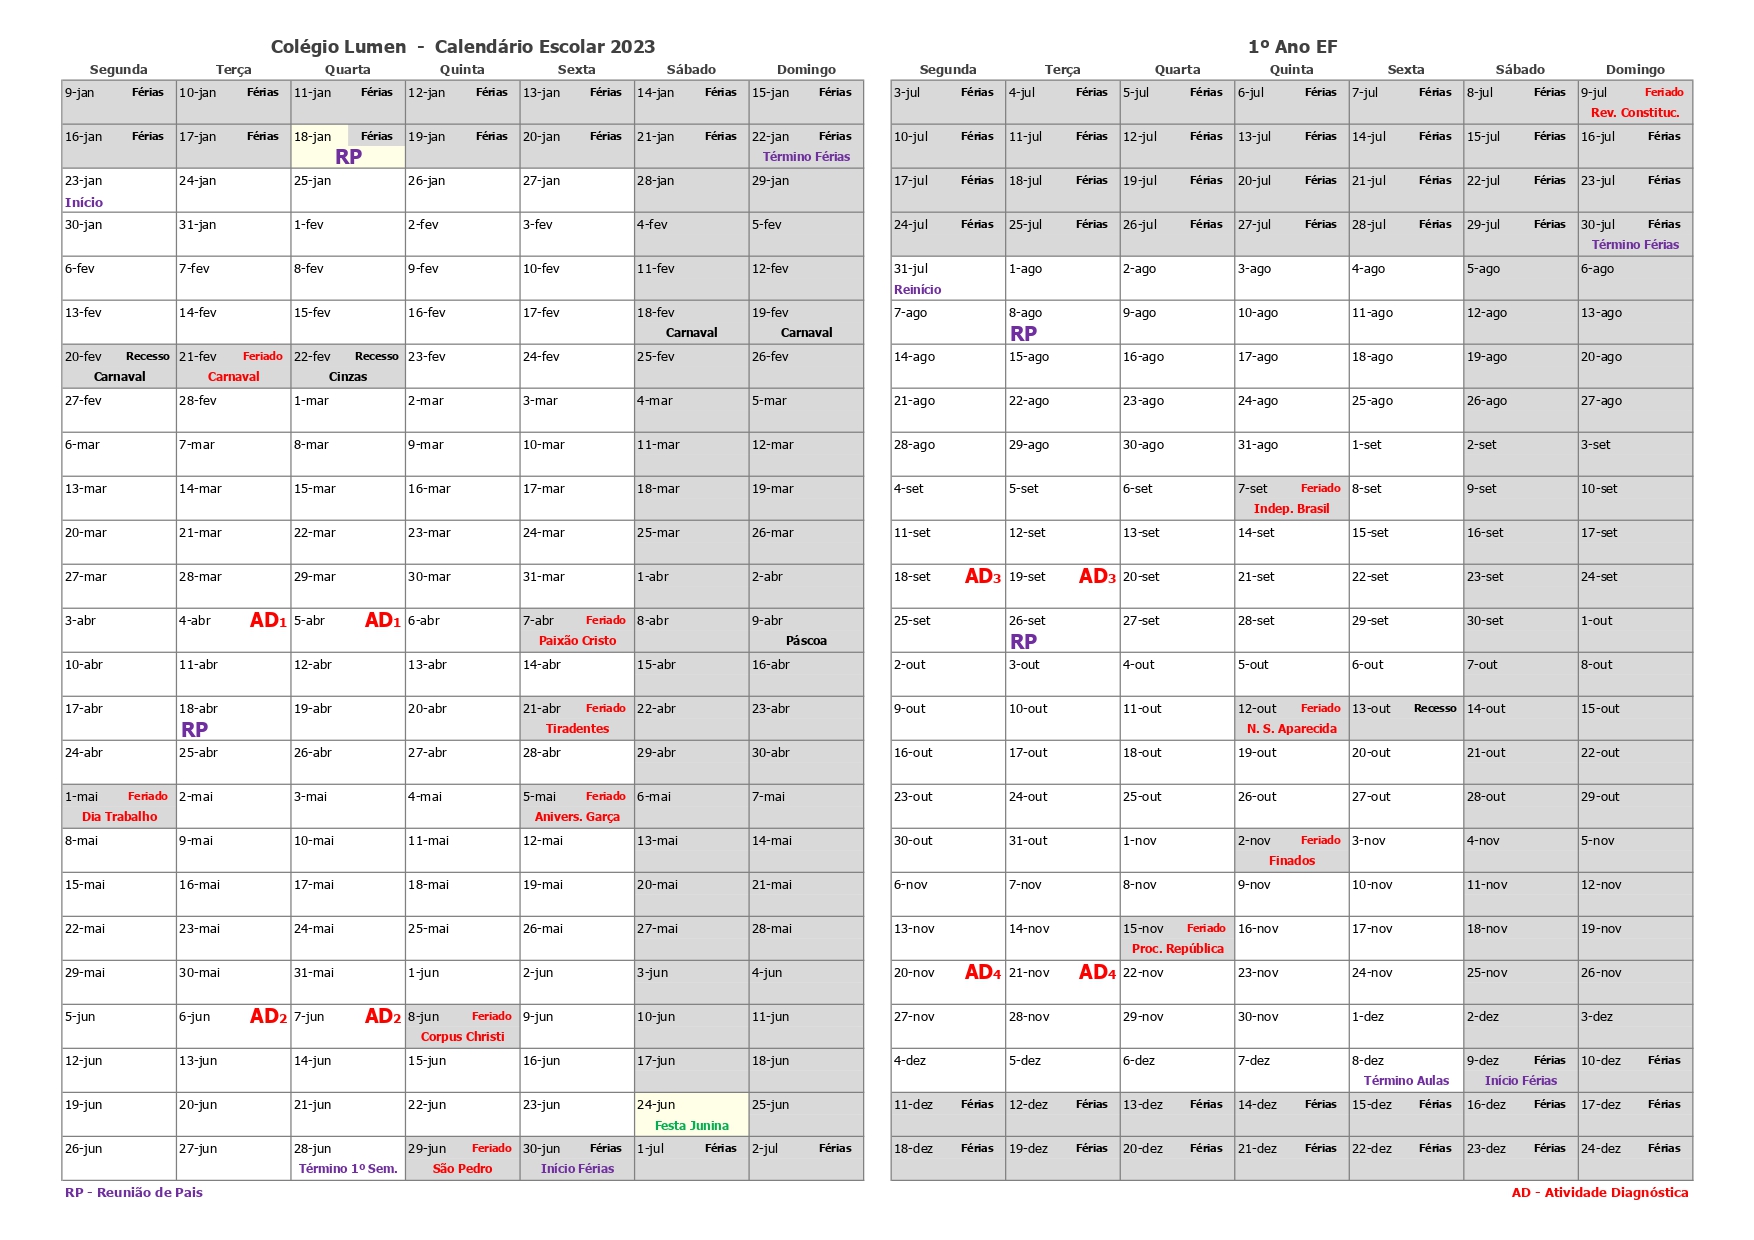 Colégio Lumen - Calendário Escolar 2023
Segunda Terça Quarta Quinta Sexta Sábado Domingo
9-jan Férias 10-jan Férias 11-jan Férias 12-jan Férias 13-jan Férias 14-jan Férias 15-jan Férias
16-jan Férias 17-jan Férias 18-jan Férias 19-jan Férias 20-jan Férias 21-jan Férias 22-jan Férias
RP Término Férias
23-jan 24-jan 25-jan 26-jan 27-jan 28-jan 29-jan
Início
30-jan 31-jan 1-fev 2-fev 3-fev 4-fev 5-fev
6-fev 7-fev 8-fev 9-fev 10-fev 11-fev 12-fev
13-fev 14-fev 15-fev 16-fev 17-fev 18-fev 19-fev
Carnaval Carnaval
20-fev Recesso 21-fev Feriado 22-fev Recesso 23-fev 24-fev 25-fev 26-fev
Carnaval Carnaval Cinzas
27-fev 28-fev 1-mar 2-mar 3-mar 4-mar 5-mar
6-mar 7-mar 8-mar 9-mar 10-mar 11-mar 12-mar
13-mar 14-mar 15-mar 16-mar 17-mar 18-mar 19-mar
20-mar 21-mar 22-mar 23-mar 24-mar 25-mar 26-mar
27-mar 28-mar 29-mar 30-mar 31-mar 1-abr 2-abr
3-abr 4-abr AD1 5-abr AD1 6-abr 7-abr Feriado 8-abr 9-abr
Paixão Cristo Páscoa
10-abr 11-abr 12-abr 13-abr 14-abr 15-abr 16-abr
17-abr 18-abr 19-abr 20-abr 21-abr Feriado 22-abr 23-abr
RP Tiradentes
24-abr 25-abr 26-abr 27-abr 28-abr 29-abr 30-abr
1-mai Feriado 2-mai 3-mai 4-mai 5-mai Feriado 6-mai 7-mai
Dia Trabalho Anivers. Garça
8-mai 9-mai 10-mai 11-mai 12-mai 13-mai 14-mai
15-mai 16-mai 17-mai 18-mai 19-mai 20-mai 21-mai
22-mai 23-mai 24-mai 25-mai 26-mai 27-mai 28-mai
29-mai 30-mai 31-mai 1-jun 2-jun 3-jun 4-jun
5-jun 6-jun AD2 7-jun AD2 8-jun Feriado 9-jun 10-jun 11-jun
Corpus Christi
12-jun 13-jun 14-jun 15-jun 16-jun 17-jun 18-jun
19-jun 20-jun 21-jun 22-jun 23-jun 24-jun 25-jun
Festa Junina
26-jun 27-jun 28-jun 29-jun Feriado 30-jun Férias 1-jul Férias 2-jul Férias
Término 1º Sem. São Pedro Início Férias
RP - Reunião de Pais
1º Ano EF
Segunda Terça Quarta Quinta Sexta Sábado Domingo
3-jul Férias 4-jul Férias 5-jul Férias 6-jul Férias 7-jul Férias 8-jul Férias 9-jul Feriado
Rev. Constituc.
10-jul Férias 11-jul Férias 12-jul Férias 13-jul Férias 14-jul Férias 15-jul Férias 16-jul Férias
17-jul Férias 18-jul Férias 19-jul Férias 20-jul Férias 21-jul Férias 22-jul Férias 23-jul Férias
24-jul Férias 25-jul Férias 26-jul Férias 27-jul Férias 28-jul Férias 29-jul Férias 30-jul Férias
Término Férias
31-jul 1-ago 2-ago 3-ago 4-ago 5-ago 6-ago
Reinício
7-ago 8-ago 9-ago 10-ago 11-ago 12-ago 13-ago
RP
14-ago 15-ago 16-ago 17-ago 18-ago 19-ago 20-ago
21-ago 22-ago 23-ago 24-ago 25-ago 26-ago 27-ago
28-ago 29-ago 30-ago 31-ago 1-set 2-set 3-set
4-set 5-set 6-set 7-set Feriado 8-set 9-set 10-set
Indep. Brasil
11-set 12-set 13-set 14-set 15-set 16-set 17-set
18-set AD3 19-set AD3 20-set 21-set 22-set 23-set 24-set
25-set 26-set 27-set 28-set 29-set 30-set 1-out
RP
2-out 3-out 4-out 5-out 6-out 7-out 8-out
9-out 10-out 11-out 12-out Feriado 13-out Recesso 14-out 15-out
N. S. Aparecida
16-out 17-out 18-out 19-out 20-out 21-out 22-out
23-out 24-out 25-out 26-out 27-out 28-out 29-out
30-out 31-out 1-nov 2-nov Feriado 3-nov 4-nov 5-nov
Finados
6-nov 7-nov 8-nov 9-nov 10-nov 11-nov 12-nov
13-nov 14-nov 15-nov Feriado 16-nov 17-nov 18-nov 19-nov
Proc. República
20-nov AD4 21-nov AD4 22-nov 23-nov 24-nov 25-nov 26-nov
27-nov 28-nov 29-nov 30-nov 1-dez 2-dez 3-dez
4-dez 5-dez 6-dez 7-dez 8-dez 9-dez Férias 10-dez Férias
Término Aulas Início Férias
11-dez Férias 12-dez Férias 13-dez Férias 14-dez Férias 15-dez Férias 16-dez Férias 17-dez Férias
18-dez Férias 19-dez Férias 20-dez Férias 21-dez Férias 22-dez Férias 23-dez Férias 24-dez Férias
AD - Atividade Diagnóstica